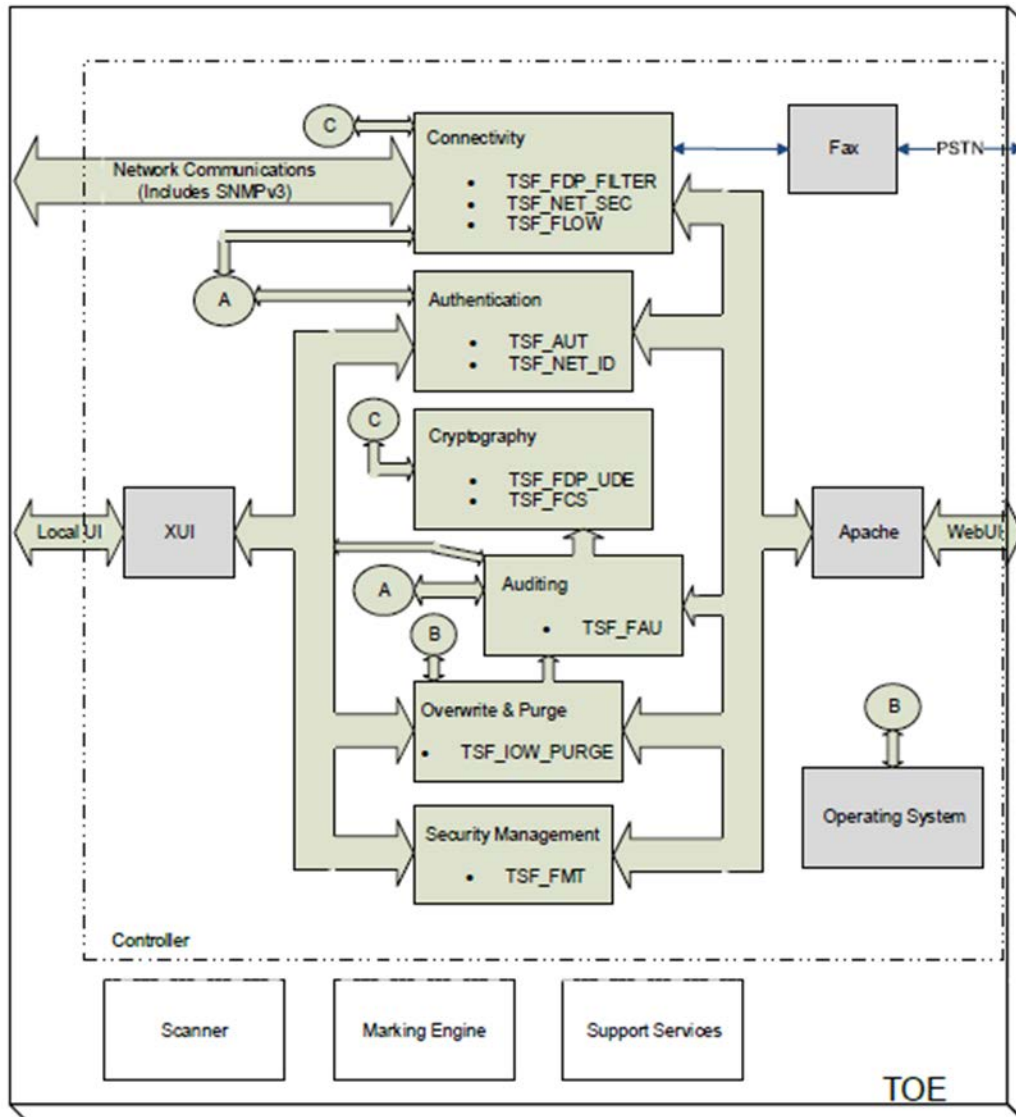 C
Connectivity
Fax
PSTN
Network Communications
(Includes SNMPv3)
• TSF_FDP_FILTER
• TSF_NET_SEC
• TSF_FLOW
A
Authentication
• TSF_AUT
• TSF_NET_ID
C
Cryptography
• TSF_FDP_UDE
• TSF_FCS
Local UI
XUI
Apache
WebUI
A
Auditing
• TSF_FAU
B
Overwrite & Purge
• TSF_IOW_PURGE
B
Operating System
Security Management
• TSF_FMT
Controller
Scanner
Marking Engine
Support Services
TOE